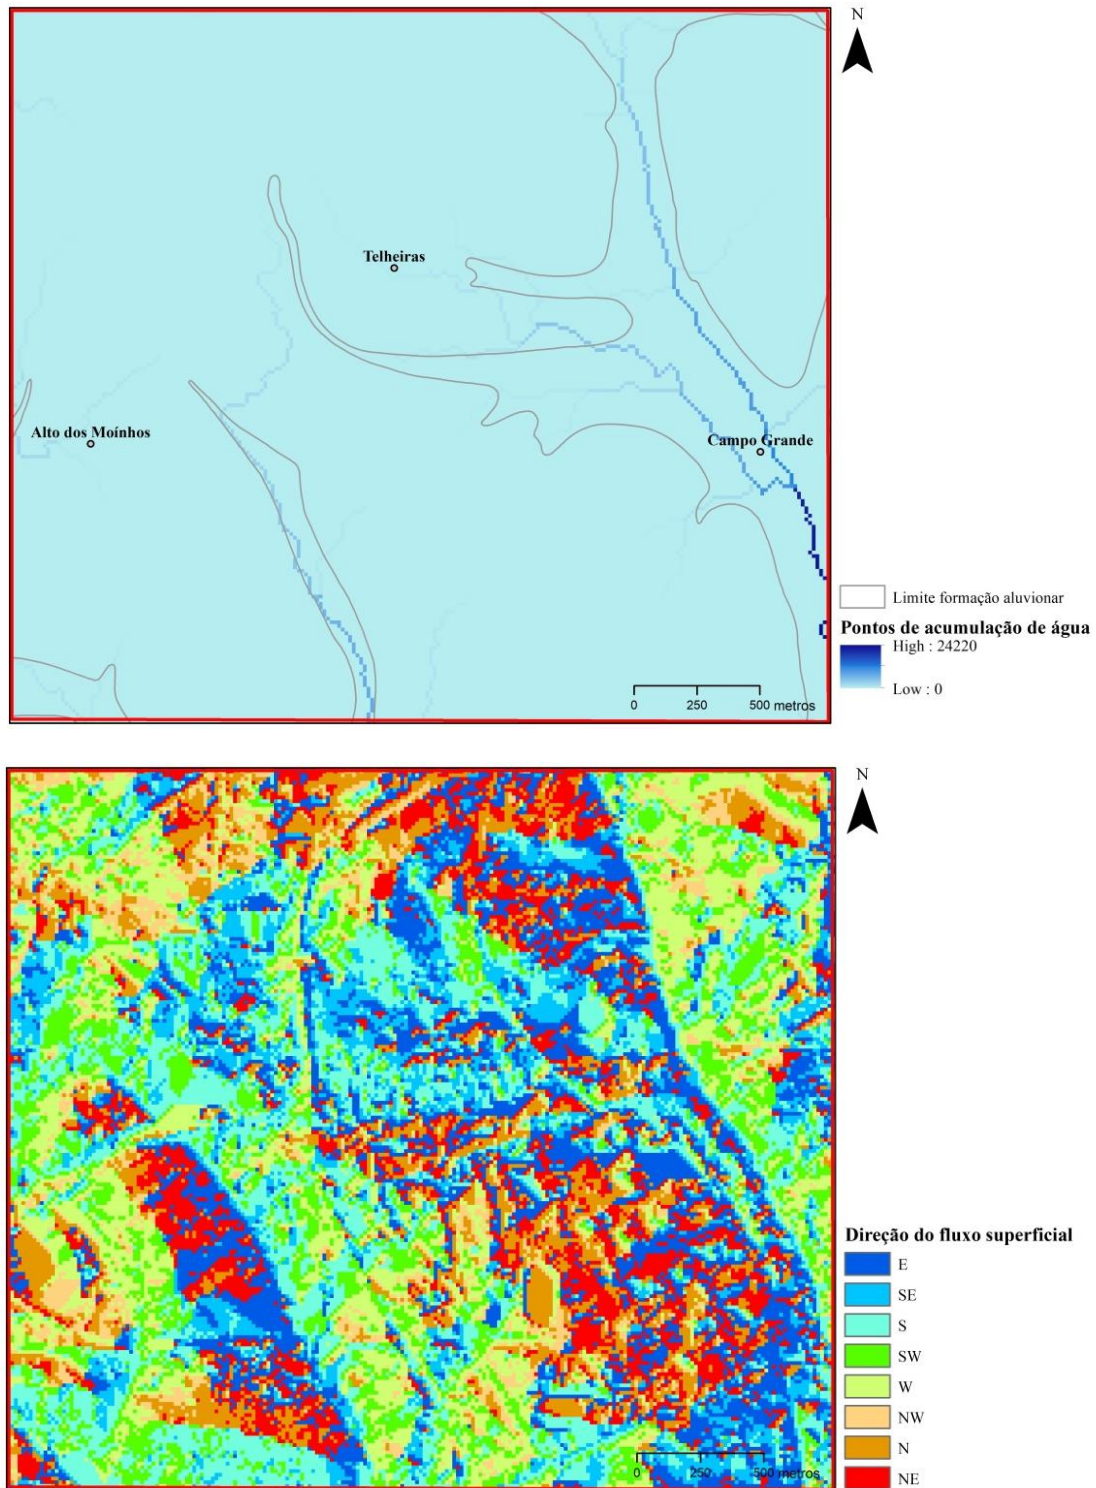 N
Telheiras
Alto dos Moínhos
Campo Grande
Limite formação aluvionar
Pontos de acumulação de água
High : 24220
Low : 0
0 250 500 metros
N
Direção do fluxo superficial
E
SE
S
SW
W
NW
N
NE
0 250 500 metros